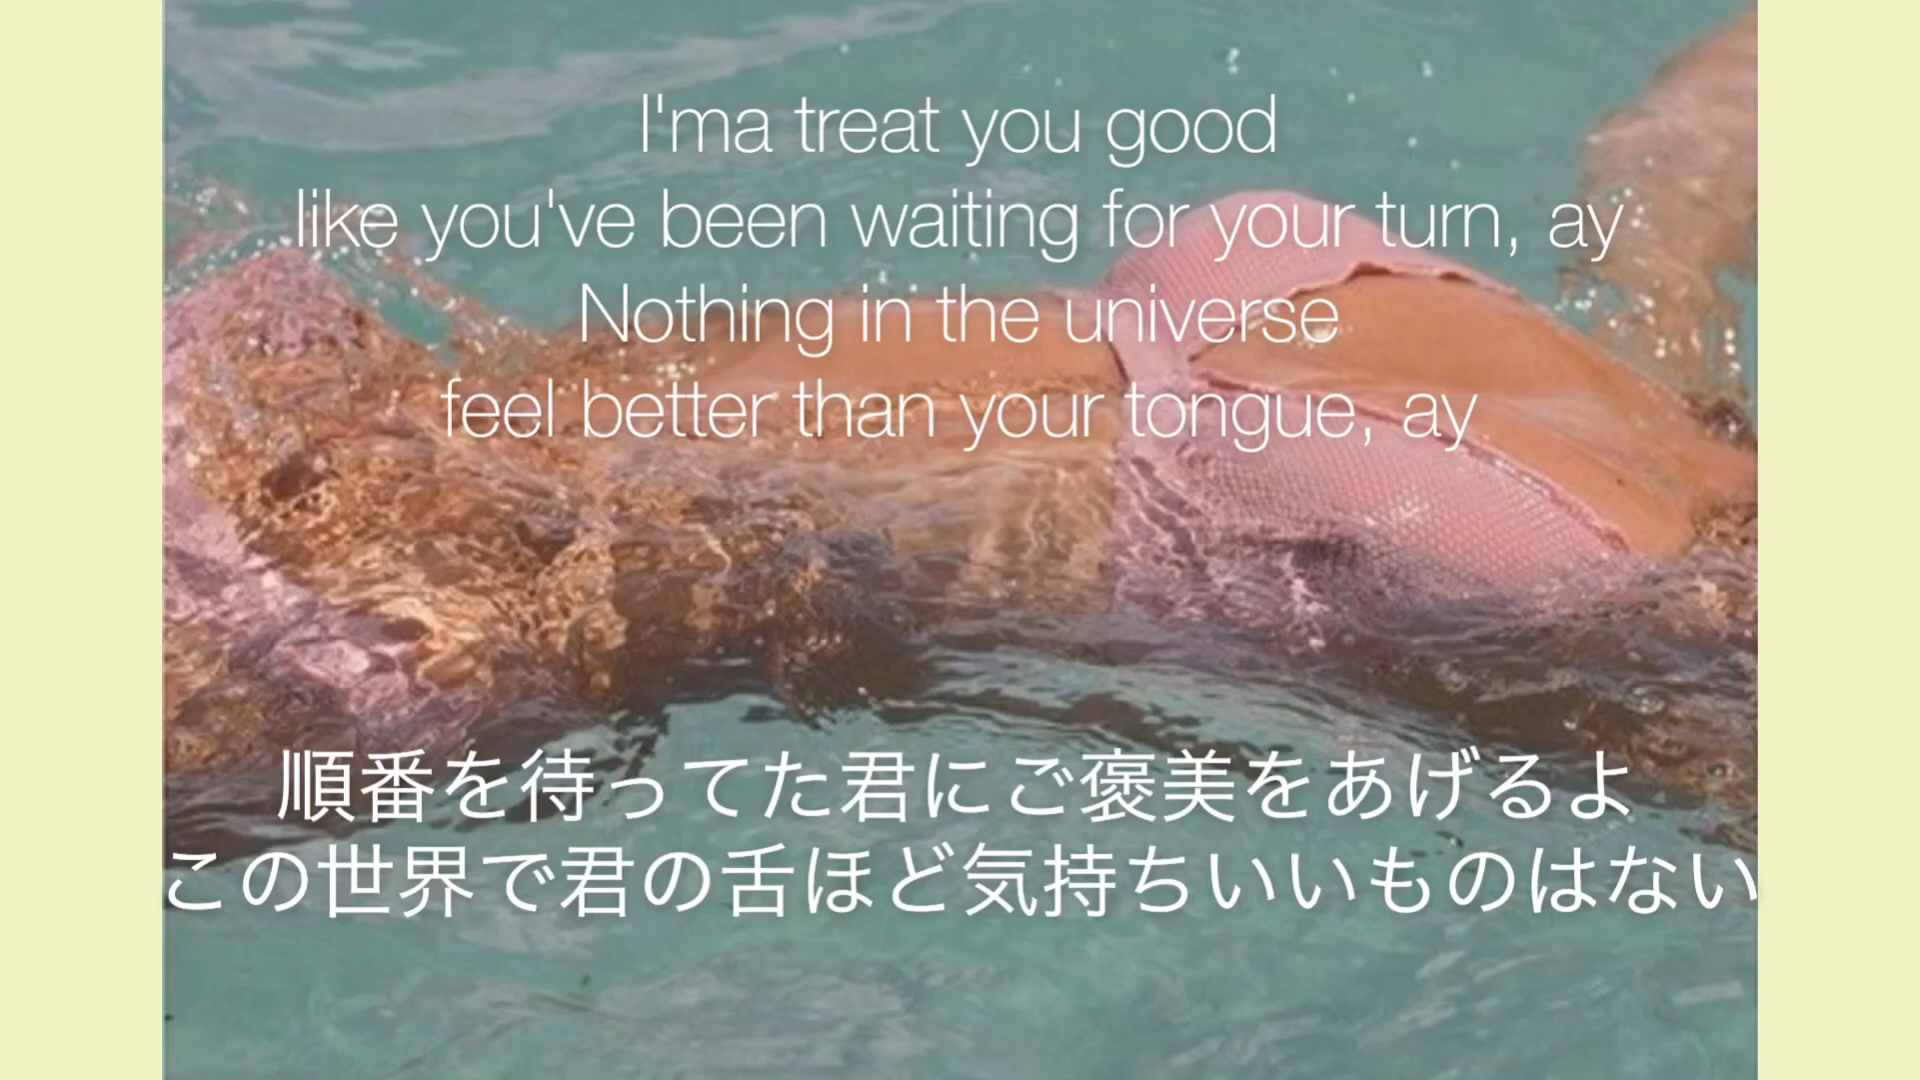 I'ma treat you good
like you've been waiting for your turn, ay
Nothing in the universe
feel better than your tongue, ay
順番を待ってた君にご褒美をあげるよ
この世界で君の舌ほど気持ちいいものはない